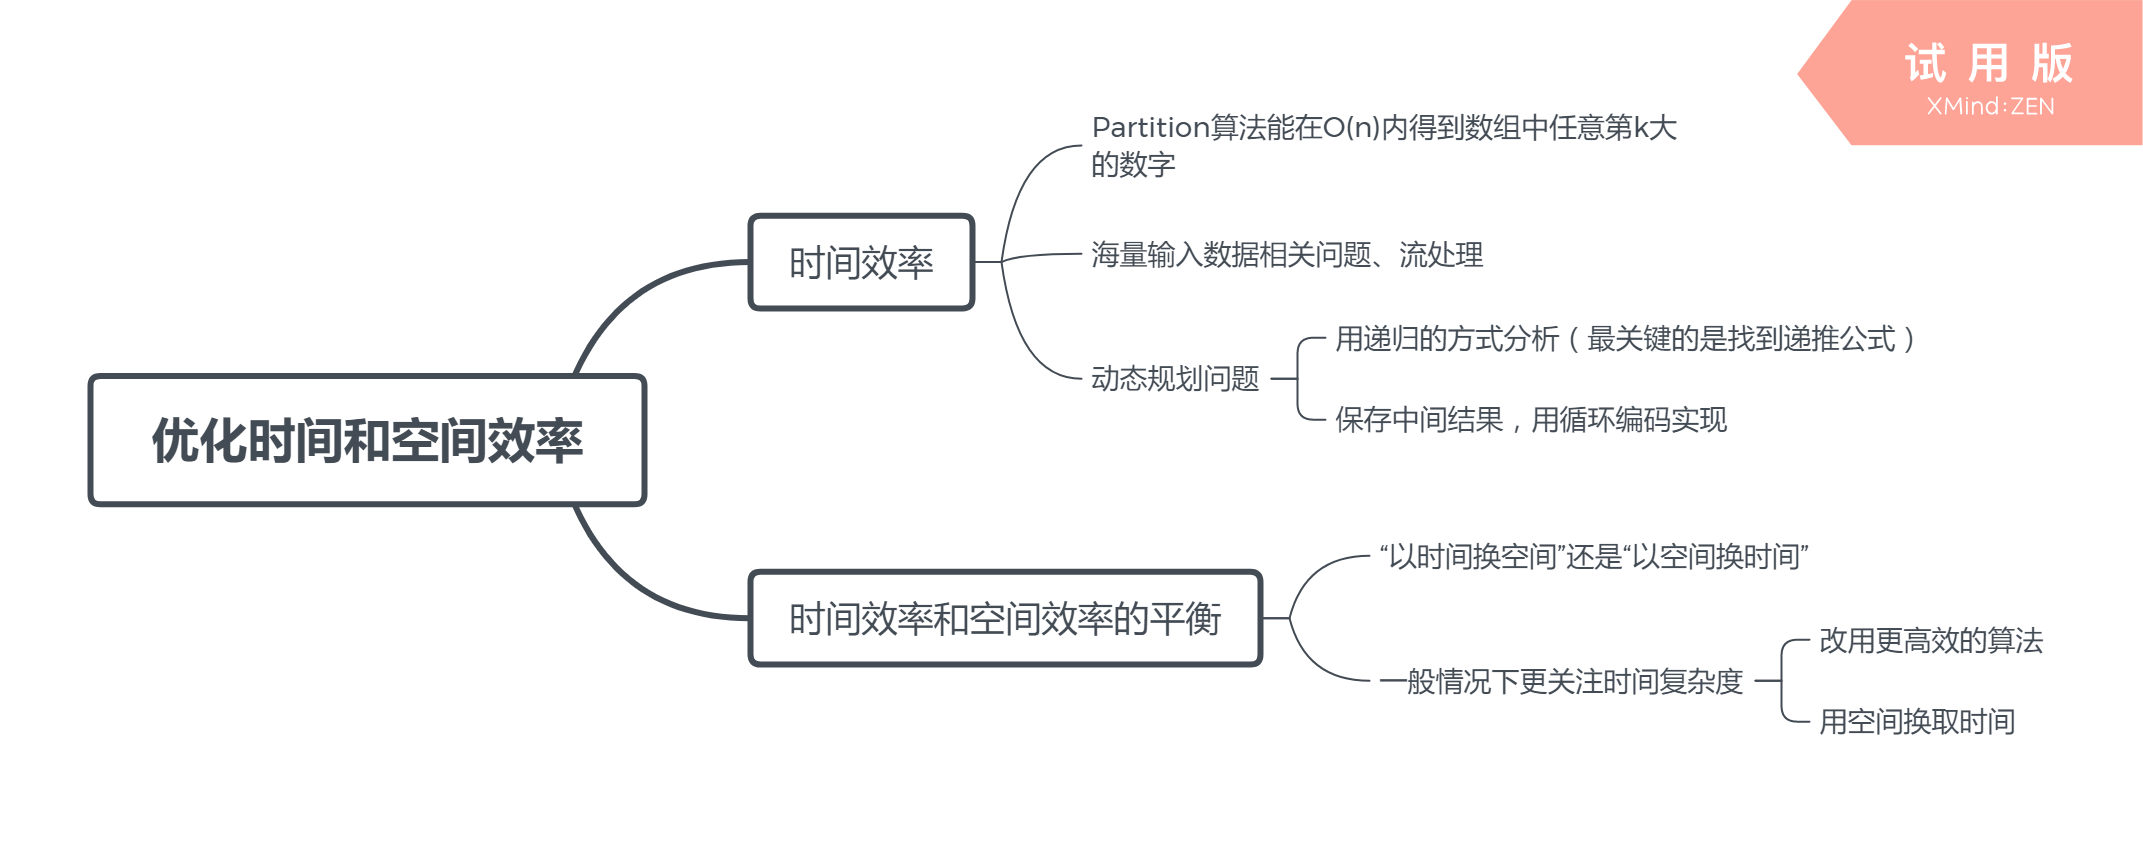 试用版
XMind:ZEN
Partition算法能在O(n)内得到数组中任意第k大
的数字
时间效率
海量输入数据相关问题、流处理
用递归的方式分析（最关键的是找到递推公式）
动态规划问题
保存中间结果，用循环编码实现
优化时间和空间效率
“以时间换空间”还是“以空间换时间”
时间效率和空间效率的平衡
改用更高效的算法
一般情况下更关注时间复杂度
用空间换取时间